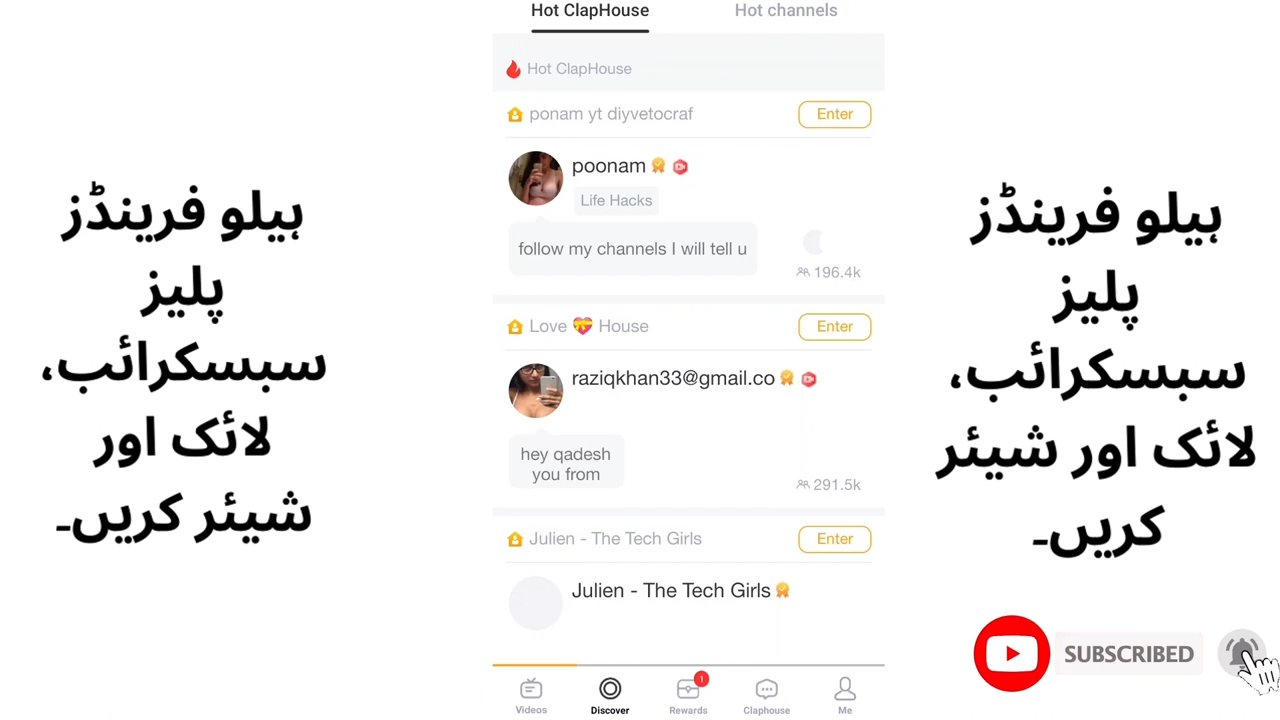 ہیلو فرینڈز
پلیز
سبسکرائب،
لائک اور
شیئر کریں۔
Hot ClapHouse
Hot channels
Hot ClapHouse
ponam yt diyvetocraf
Enter
poonam
Life Hacks
follow my channels I will tell u
196.4k
Love House
Enter
raziqkhan33@gmail.co
hey qadesh
you from
291.5k
Julien - The Tech Girls
Enter
Julien - The Tech Girls
Videos
Discover
1
Rewards
Claphouse
Me
ہیلو فرینڈز
پلیز
سبسکرائب،
لائک اور شیئر
کریں۔
SUBSCRIBED